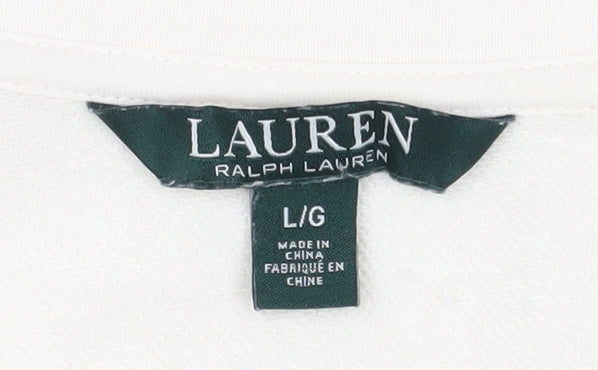 LAUREN
RALPH LAUREN
L/G
MADE IN
CHINA
FABRIQUÉ EN
CHINE